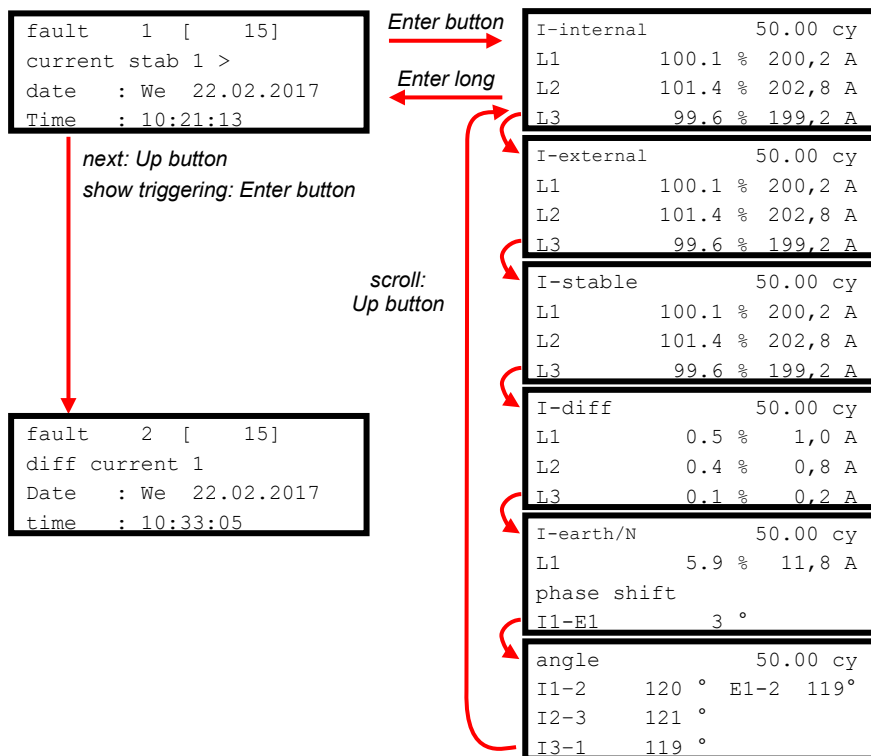 fault 1 [ 15]
current stab 1 >
date : We 22.02.2017
Time : 10:21:13
Enter button
Enter long
next: Up button
show triggering: Enter button
fault 2 [ 15]
diff current 1
Date : We 22.02.2017
time : 10:33:05
scroll:
Up button
I-internal 50.00 cy
L1 100.1 % 200,2 A
L2 101.4 % 202,8 A
L3 99.6 % 199,2 A
I-external 50.00 cy
L1 100.1 % 200,2 A
L2 101.4 % 202,8 A
L3 99.6 % 199,2 A
I-stable 50.00 cy
L1 100.1 % 200,2 A
L2 101.4 % 202,8 A
L3 99.6 % 199,2 A
I-diff 50.00 cy
L1 0.5 % 1,0 A
L2 0.4 % 0,8 A
L3 0.1 % 0,2 A
I-earth/N 50.00 cy
L1 5.9 % 11,8 A
phase shift
I1-E1 3 °
angle 50.00 cy
I1-2 120 ° E1-2 119°
I2-3 121 °
I3-1 119 °